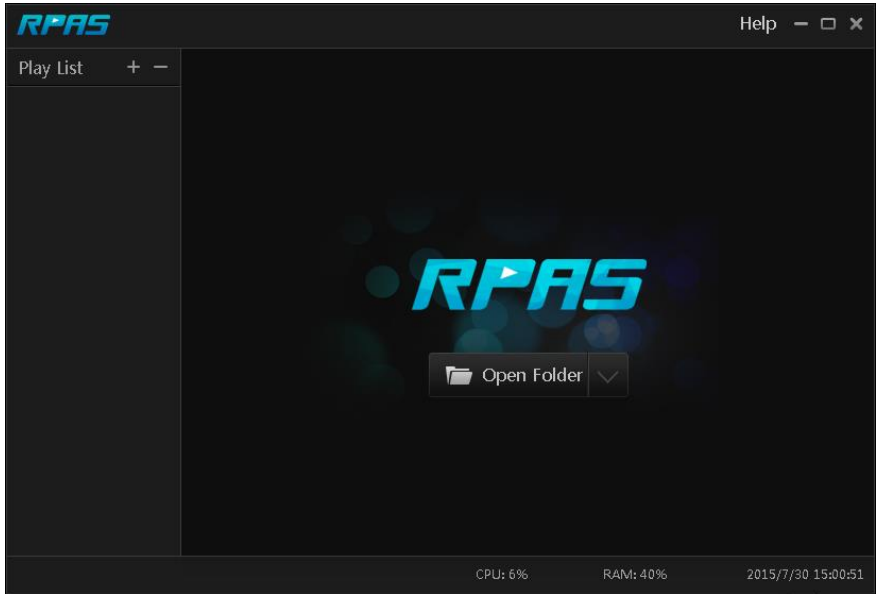 RPAS
Help
Play List + −
RPAS
Open Folder
CPU: 6% RAM: 40% 2015/7/30 15:00:51